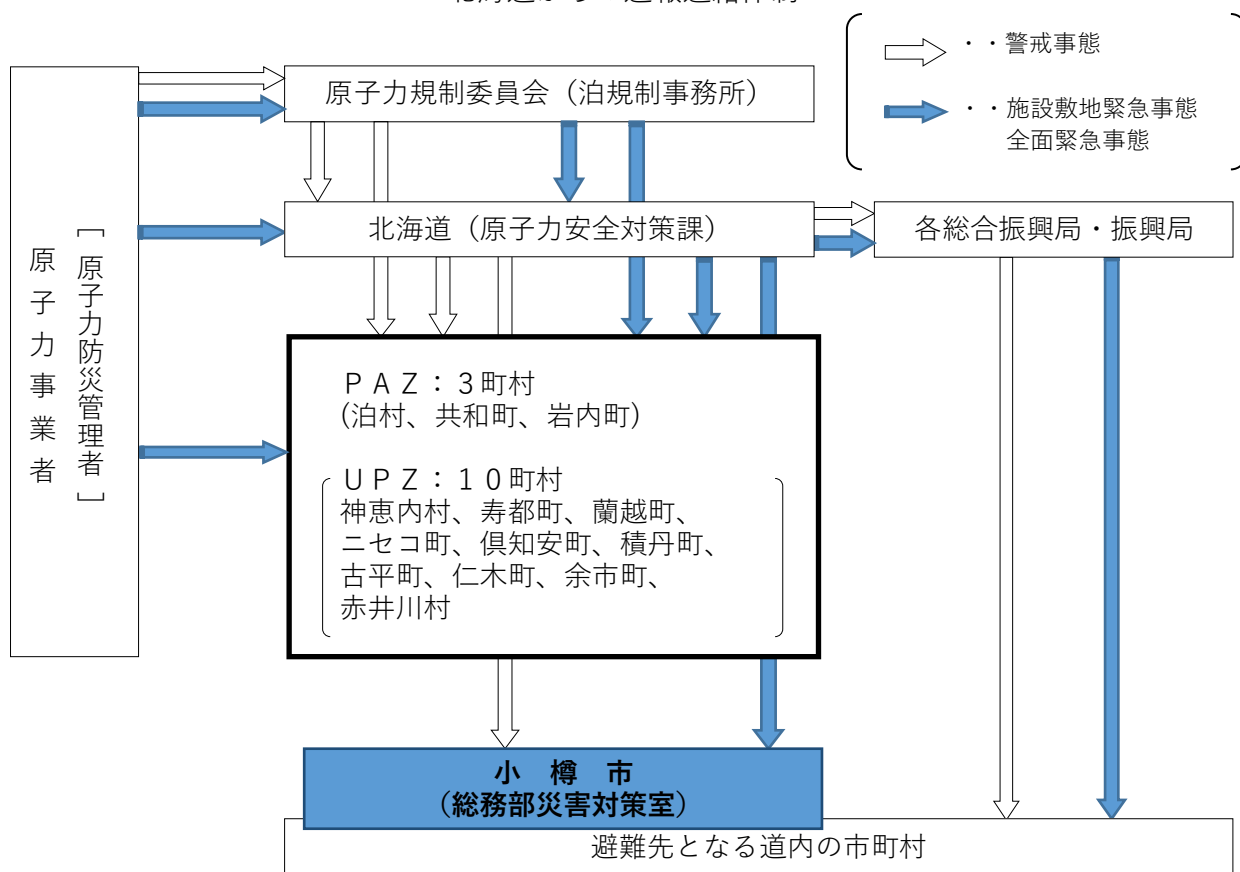 ・・警戒事態
・・施設敷地緊急事態
全面緊急事態
原子力事業者
［原子力防災管理者］
原子力規制委員会（泊規制事務所）
北海道（原子力安全対策課）
各総合振興局・振興局
ＰＡＺ：３町村
(泊村、共和町、岩内町）
ＵＰＺ：１０町村
神恵内村、寿都町、蘭越町、
ニセコ町、倶知安町、積丹町、
古平町、仁木町、余市町、
赤井川村
小　樽　市
（総務部災害対策室）
避難先となる道内の市町村